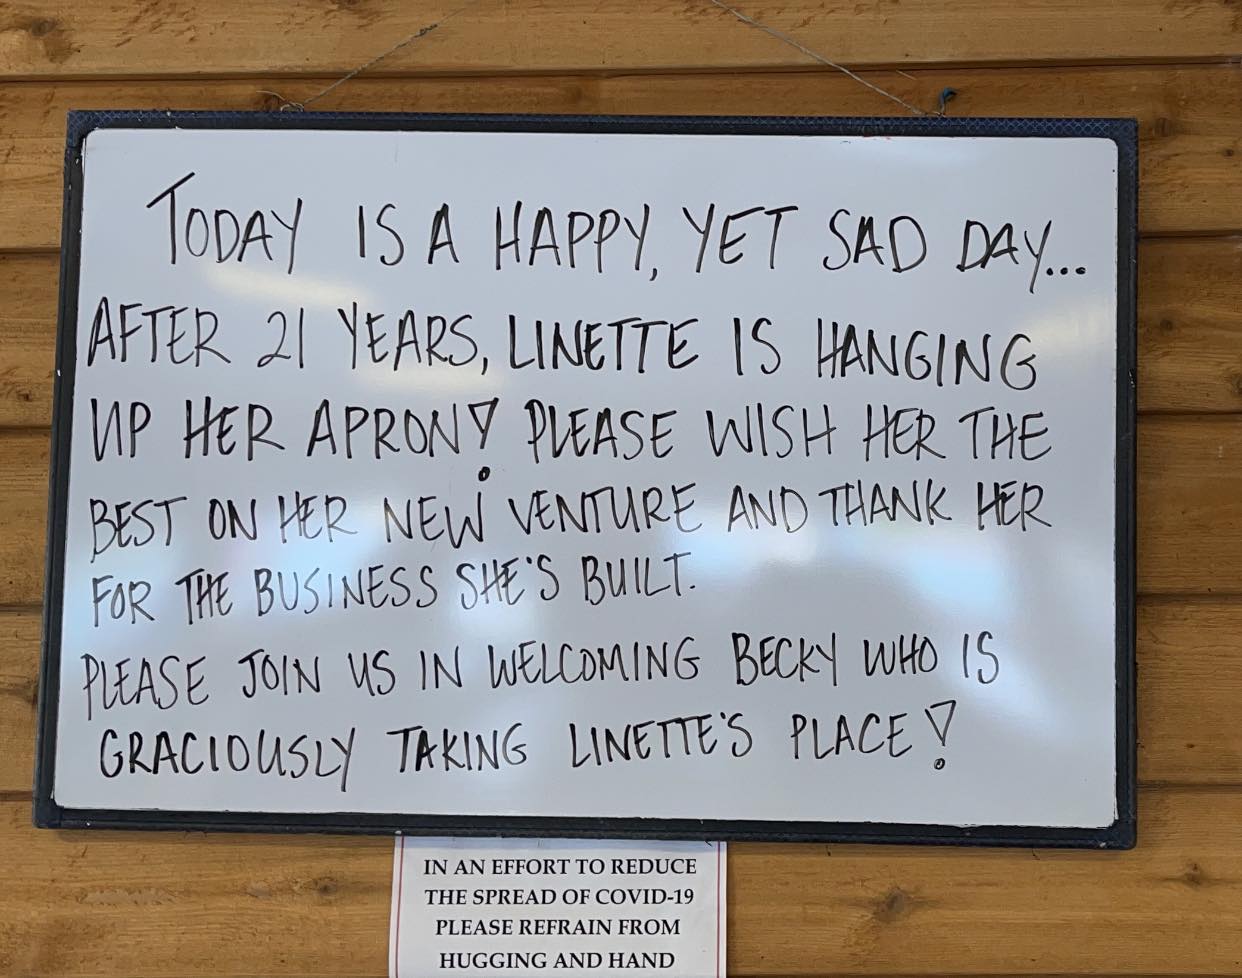 TODAY IS A HAPPY, YET SAD DAY...
AFTER 21 YEARS, LINETTE IS HANGING
UP HER APRON! PLEASE WISH HER THE
BEST ON HER NEW VENTURE AND THANK HER
FOR THE BUSINESS SHE'S BUILT.
PLEASE JOIN US IN WELCOMING BECKY WHO IS
GRACIOUSLY TAKING LINETTE'S PLACE!
IN AN EFFORT TO REDUCE
THE SPREAD OF COVID-19
PLEASE REFRAIN FROM
HUGGING AND HAND